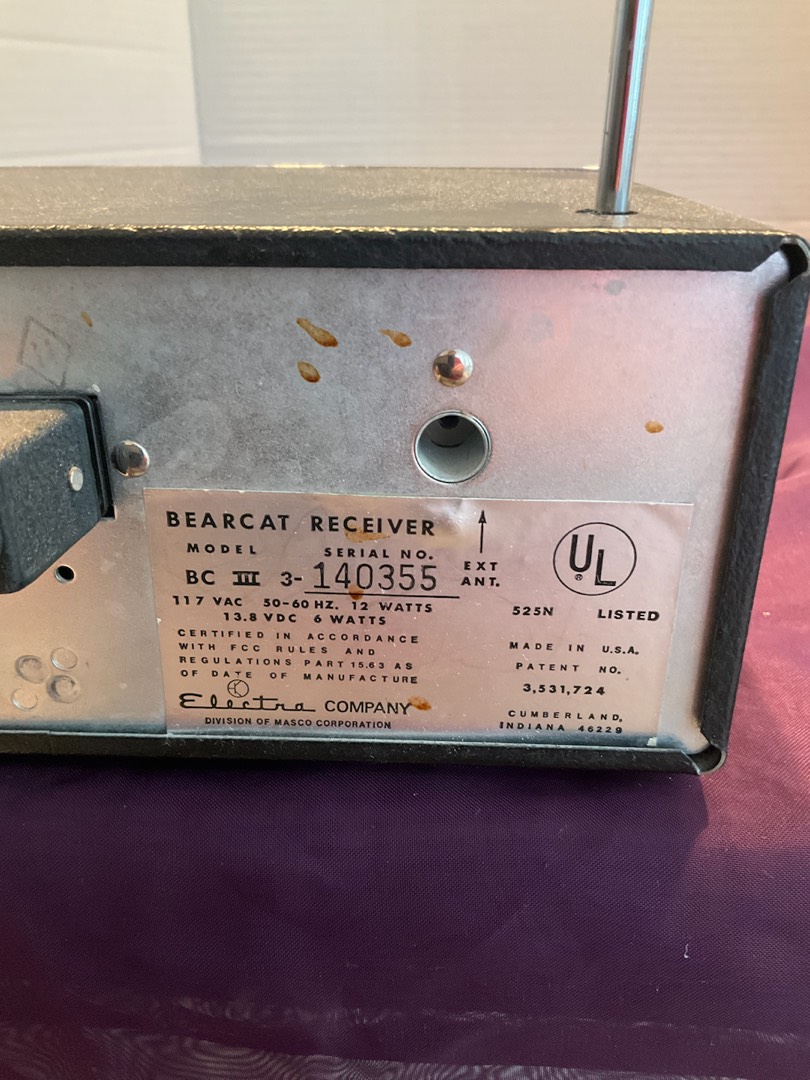 BEARCAT RECEIVER
MODEL SERIAL NO.
BC III 3-140355
EXT
ANT.
117 VAC 50-60 HZ. 12 WATTS
13.8 VDC 6 WATTS
CERTIFIED IN ACCORDANCE
WITH FCC RULES AND
REGULATIONS PART 15.63 AS
OF DATE OF MANUFACTURE
Electra COMPANY
DIVISION OF MASCO CORPORATION
UL
®
525N LISTED
MADE IN U.S.A.
PATENT NO.
3,531,724
CUMBERLAND,
INDIANA 46229